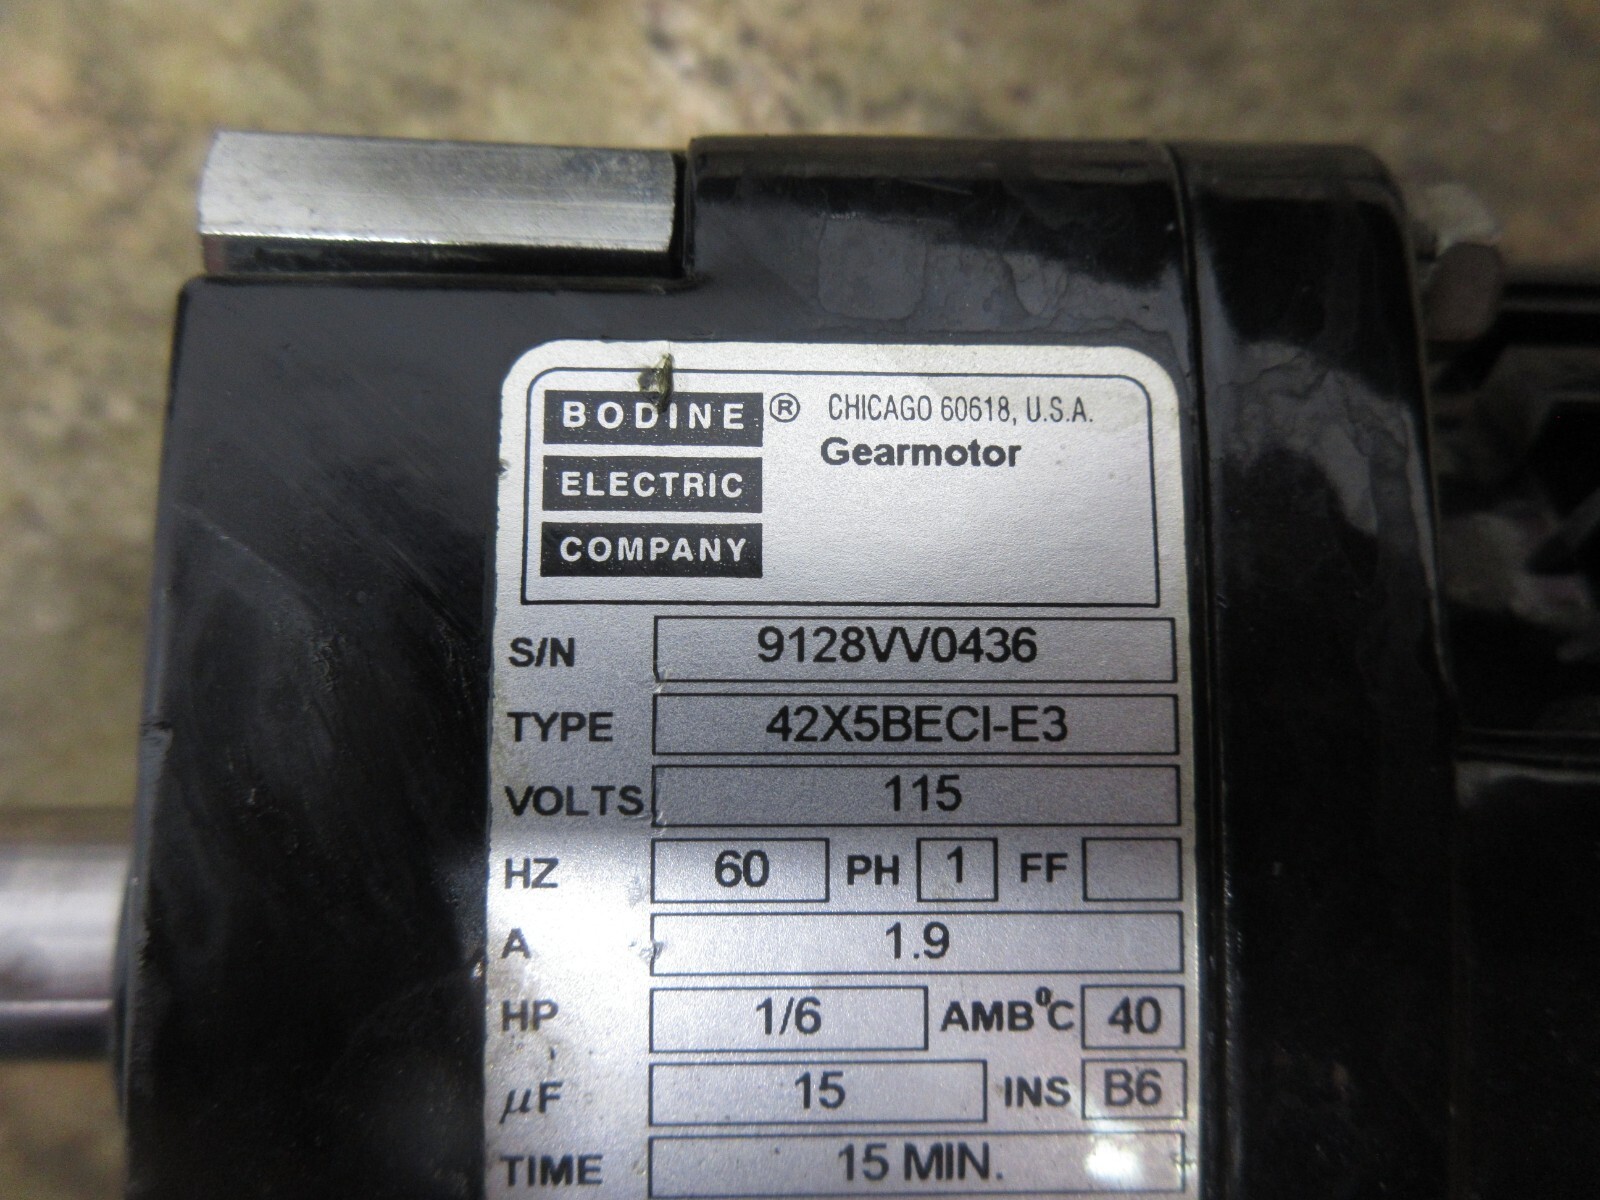 BODINE ® CHICAGO 60618, U.S.A.
Gearmotor
ELECTRIC
COMPANY
S/N 9128VV0436
TYPE 42X5BECI-E3
VOLTS 115
HZ 60 PH 1 FF
A 1.9
HP 1/6 AMB°C 40
µF 15 INS B6
TIME 15 MIN.